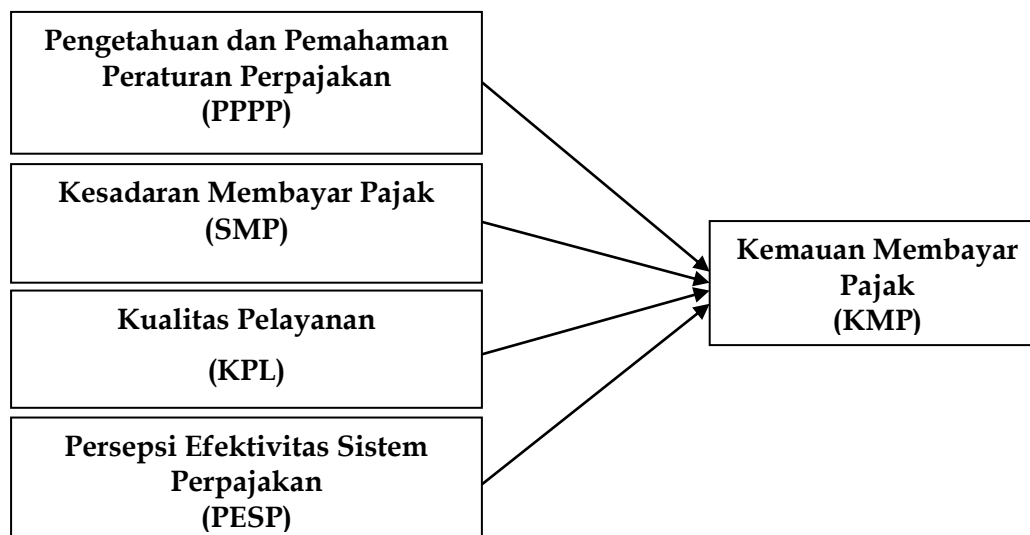 Pengetahuan dan Pemahaman
Peraturan Perpajakan
(PPPP)
Kesadaran Membayar Pajak
(SMP)
Kualitas Pelayanan
(KPL)
Persepsi Efektivitas Sistem
Perpajakan
(PESP)
Kemauan Membayar
Pajak
(KMP)